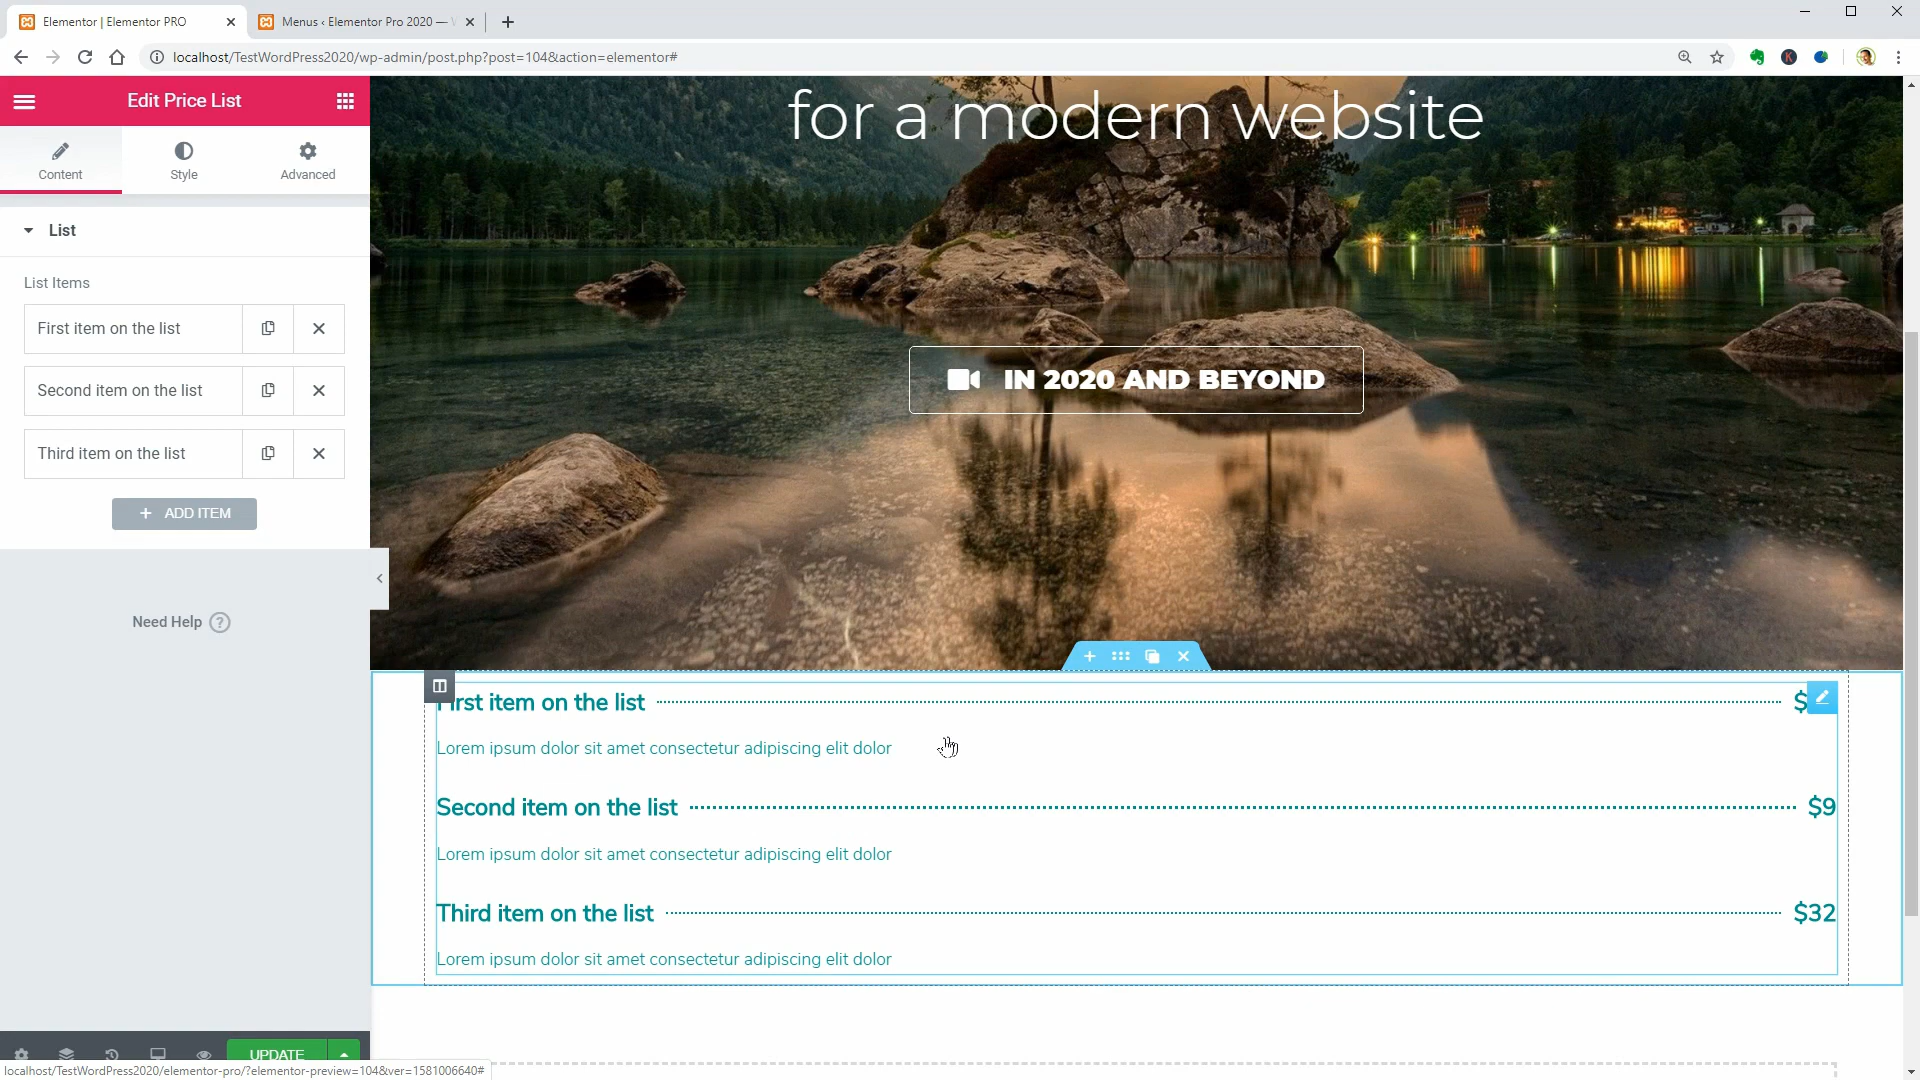 Elementor | Elementor PRO
Menus ‹ Elementor Pro 2020 — W
localhost/TestWordPress2020/wp-admin/post.php?post=104&action=elementor#
K
Edit Price List
Content
Style
Advanced
List
List Items
First item on the list
Second item on the list
Third item on the list
+ ADD ITEM
Need Help ?
UPDATE
localhost/TestWordPress2020/elementor-pro/?elementor-preview=104&ver=1581006640#
for a modern website
IN 2020 AND BEYOND
First item on the list $
Lorem ipsum dolor sit amet consectetur adipiscing elit dolor
Second item on the list $9
Lorem ipsum dolor sit amet consectetur adipiscing elit dolor
Third item on the list $32
Lorem ipsum dolor sit amet consectetur adipiscing elit dolor